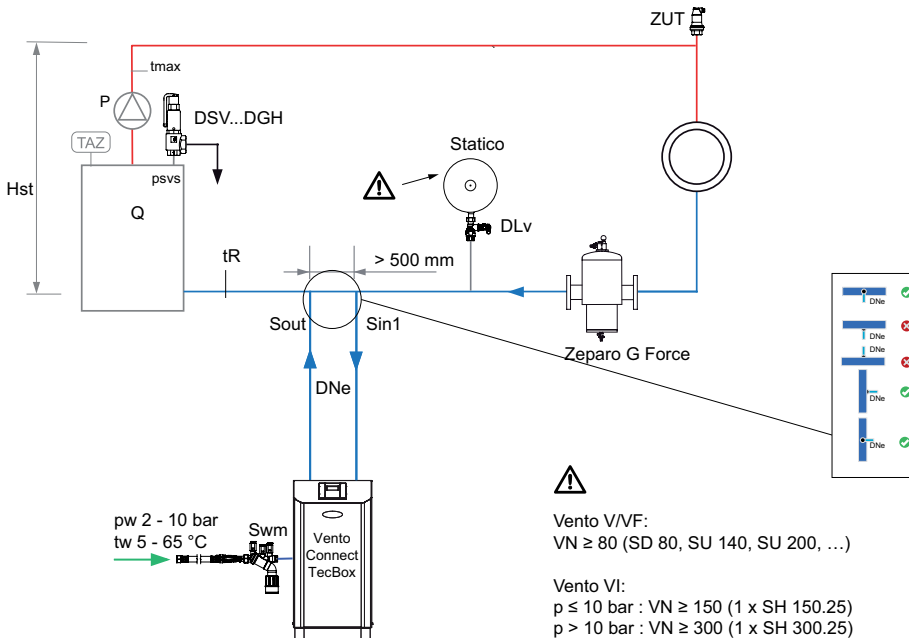 ZUT
tmax
P
DSV...DGH
TAZ
psvs
Hst
Q
Statico
DLv
tR
> 500 mm
Sout
Sin1
Zeparo G Force
DNe
DNe
DNe
DNe
DNe
DNe
pw 2 - 10 bar
tw 5 - 65 °C
Swm
Vento
Connect
TecBox
Vento V/VF:
VN ≥ 80 (SD 80, SU 140, SU 200, …)
Vento VI:
p ≤ 10 bar : VN ≥ 150 (1 x SH 150.25)
p > 10 bar : VN ≥ 300 (1 x SH 300.25)